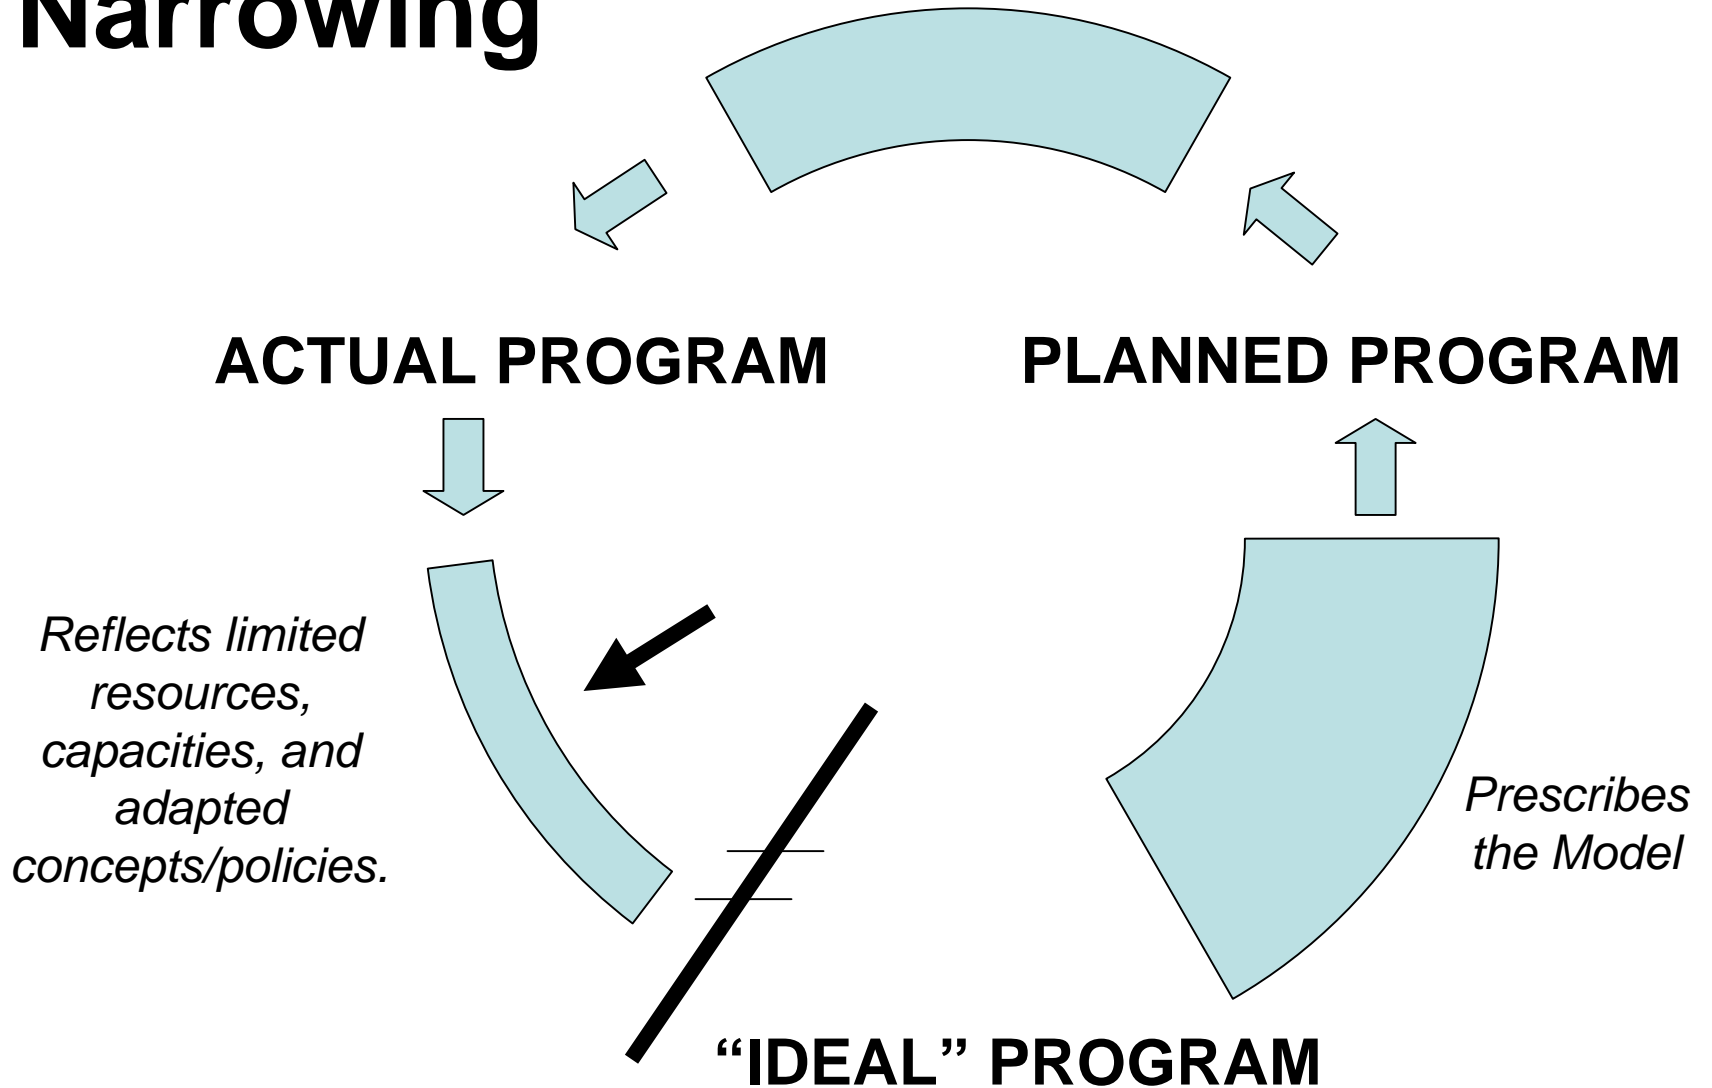 Narrowing
ACTUAL PROGRAM
PLANNED PROGRAM
Reflects limited
resources,
capacities, and
adapted
concepts/policies.
Prescribes
the Model
“IDEAL” PROGRAM